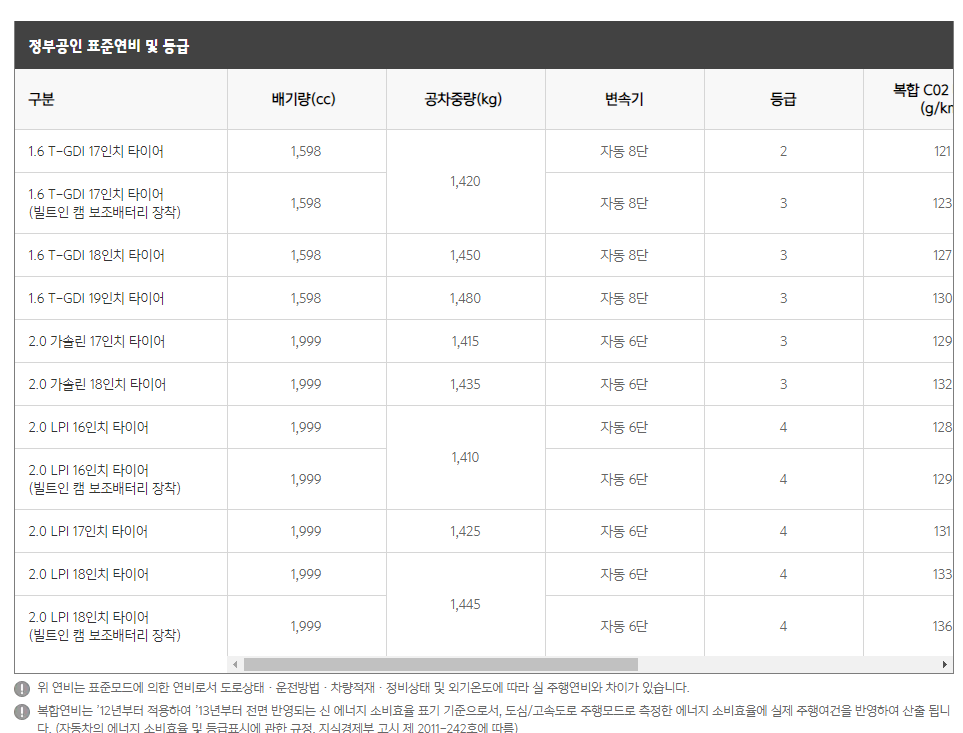 정부공인 표준연비 및 등급
구분 배기량(cc) 공차중량(kg) 변속기 등급 복합 C02
(g/km
1.6 T-GDI 17인치 타이어 1,598 1,420 자동 8단 2 121
1.6 T-GDI 17인치 타이어
(빌트인 캠 보조배터리 장착) 1,598 자동 8단 3 123
1.6 T-GDI 18인치 타이어 1,598 1,450 자동 8단 3 127
1.6 T-GDI 19인치 타이어 1,598 1,480 자동 8단 3 130
2.0 가솔린 17인치 타이어 1,999 1,415 자동 6단 3 129
2.0 가솔린 18인치 타이어 1,999 1,435 자동 6단 3 132
2.0 LPI 16인치 타이어 1,999 1,410 자동 6단 4 128
2.0 LPI 16인치 타이어
(빌트인 캠 보조배터리 장착) 1,999 자동 6단 4 129
2.0 LPI 17인치 타이어 1,999 1,425 자동 6단 4 131
2.0 LPI 18인치 타이어 1,999 1,445 자동 6단 4 133
2.0 LPI 18인치 타이어
(빌트인 캠 보조배터리 장착) 1,999 자동 6단 4 136
위 연비는 표준모드에 의한 연비로서 도로상태 · 운전방법 · 차량적재 · 정비상태 및 외기온도에 따라 실 주행연비와 차이가 있습니다.
복합연비는 '12년부터 적용하여 '13년부터 전면 반영되는 신 에너지 소비효율 표기 기준으로서, 도심/고속도로 주행모드로 측정한 에너지 소비효율에 실제 주행여건을 반영하여 산출 됩니
다. (자동차의 에너지 소비효율 및 등급표시에 관한 규정, 지식경제부 고시 제 2011-242호에 따름)